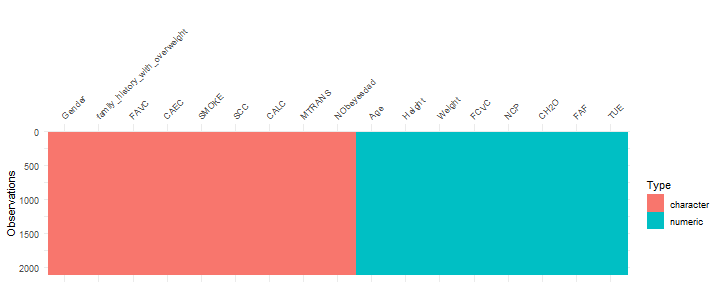 Gender
family_history_with_overweight
FAVC
CAEC
SMOKE
SCC
CALC
MTRANS
NObeyesdad
Age
Height
Weight
FCVC
NCP
CH2O
FAF
TUE
0
500
1000
1500
2000
Observations
Type
character
numeric